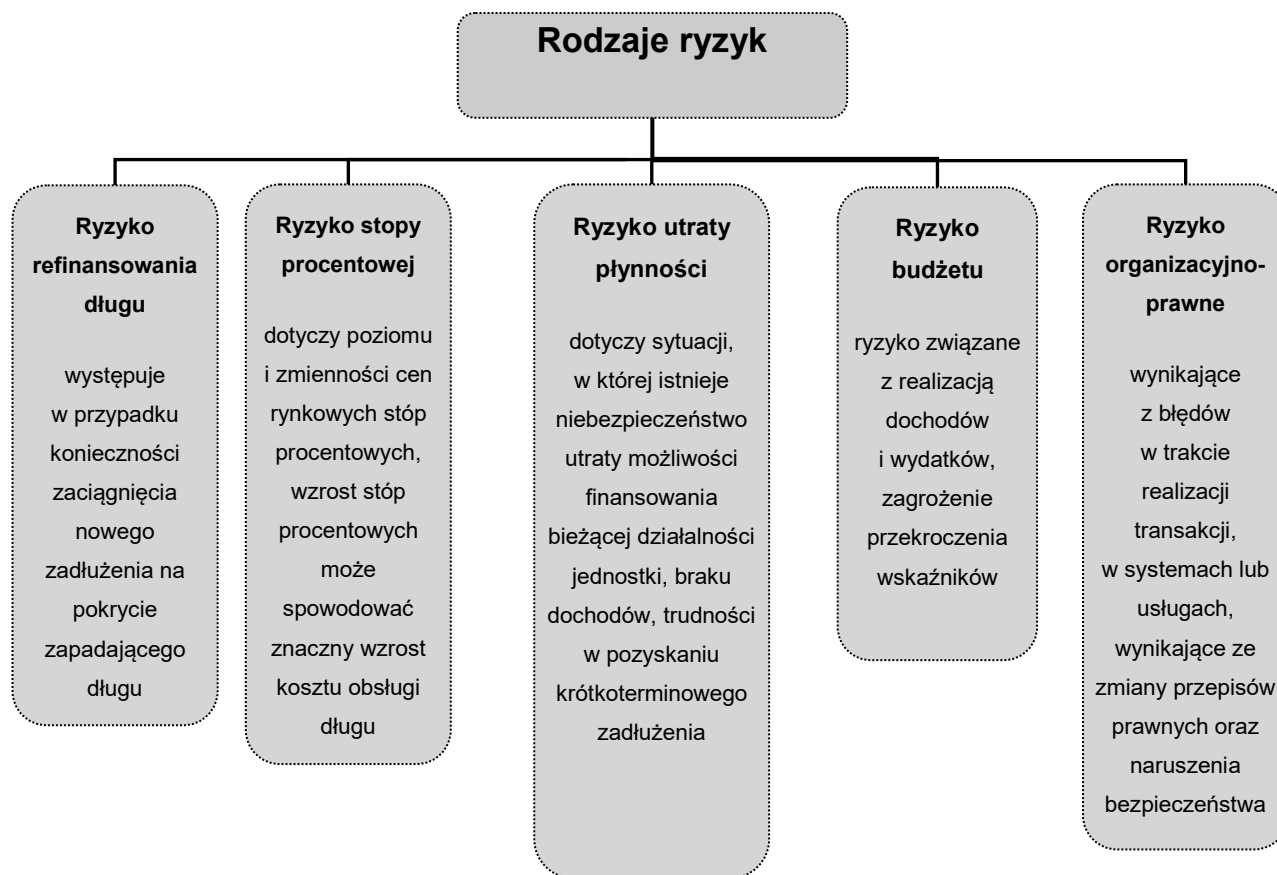 Rodzaje ryzyk
Ryzyko
refinansowania
długu
występuje
w przypadku
konieczności
zaciągnięcia
nowego
zadłużenia na
pokrycie
zapadającego
długu
Ryzyko stopy
procentowej
dotyczy poziomu
i zmienności cen
rynkowych stóp
procentowych,
wzrost stóp
procentowych
może
spowodować
znaczny wzrost
kosztu obsługi
długu
Ryzyko utraty
płynności
dotyczy sytuacji,
w której istnieje
niebezpieczeństwo
utraty możliwości
finansowania
bieżącej działalności
jednostki, braku
dochodów, trudności
w pozyskaniu
krótkoterminowego
zadłużenia
Ryzyko
budżetu
ryzyko związane
z realizacją
dochodów
i wydatków,
zagrożenie
przekroczenia
wskaźników
Ryzyko
organizacyjno-
prawne
wynikające
z błędów
w trakcie
realizacji
transakcji,
w systemach lub
usługach,
wynikające ze
zmiany przepisów
prawnych oraz
naruszenia
bezpieczeństwa